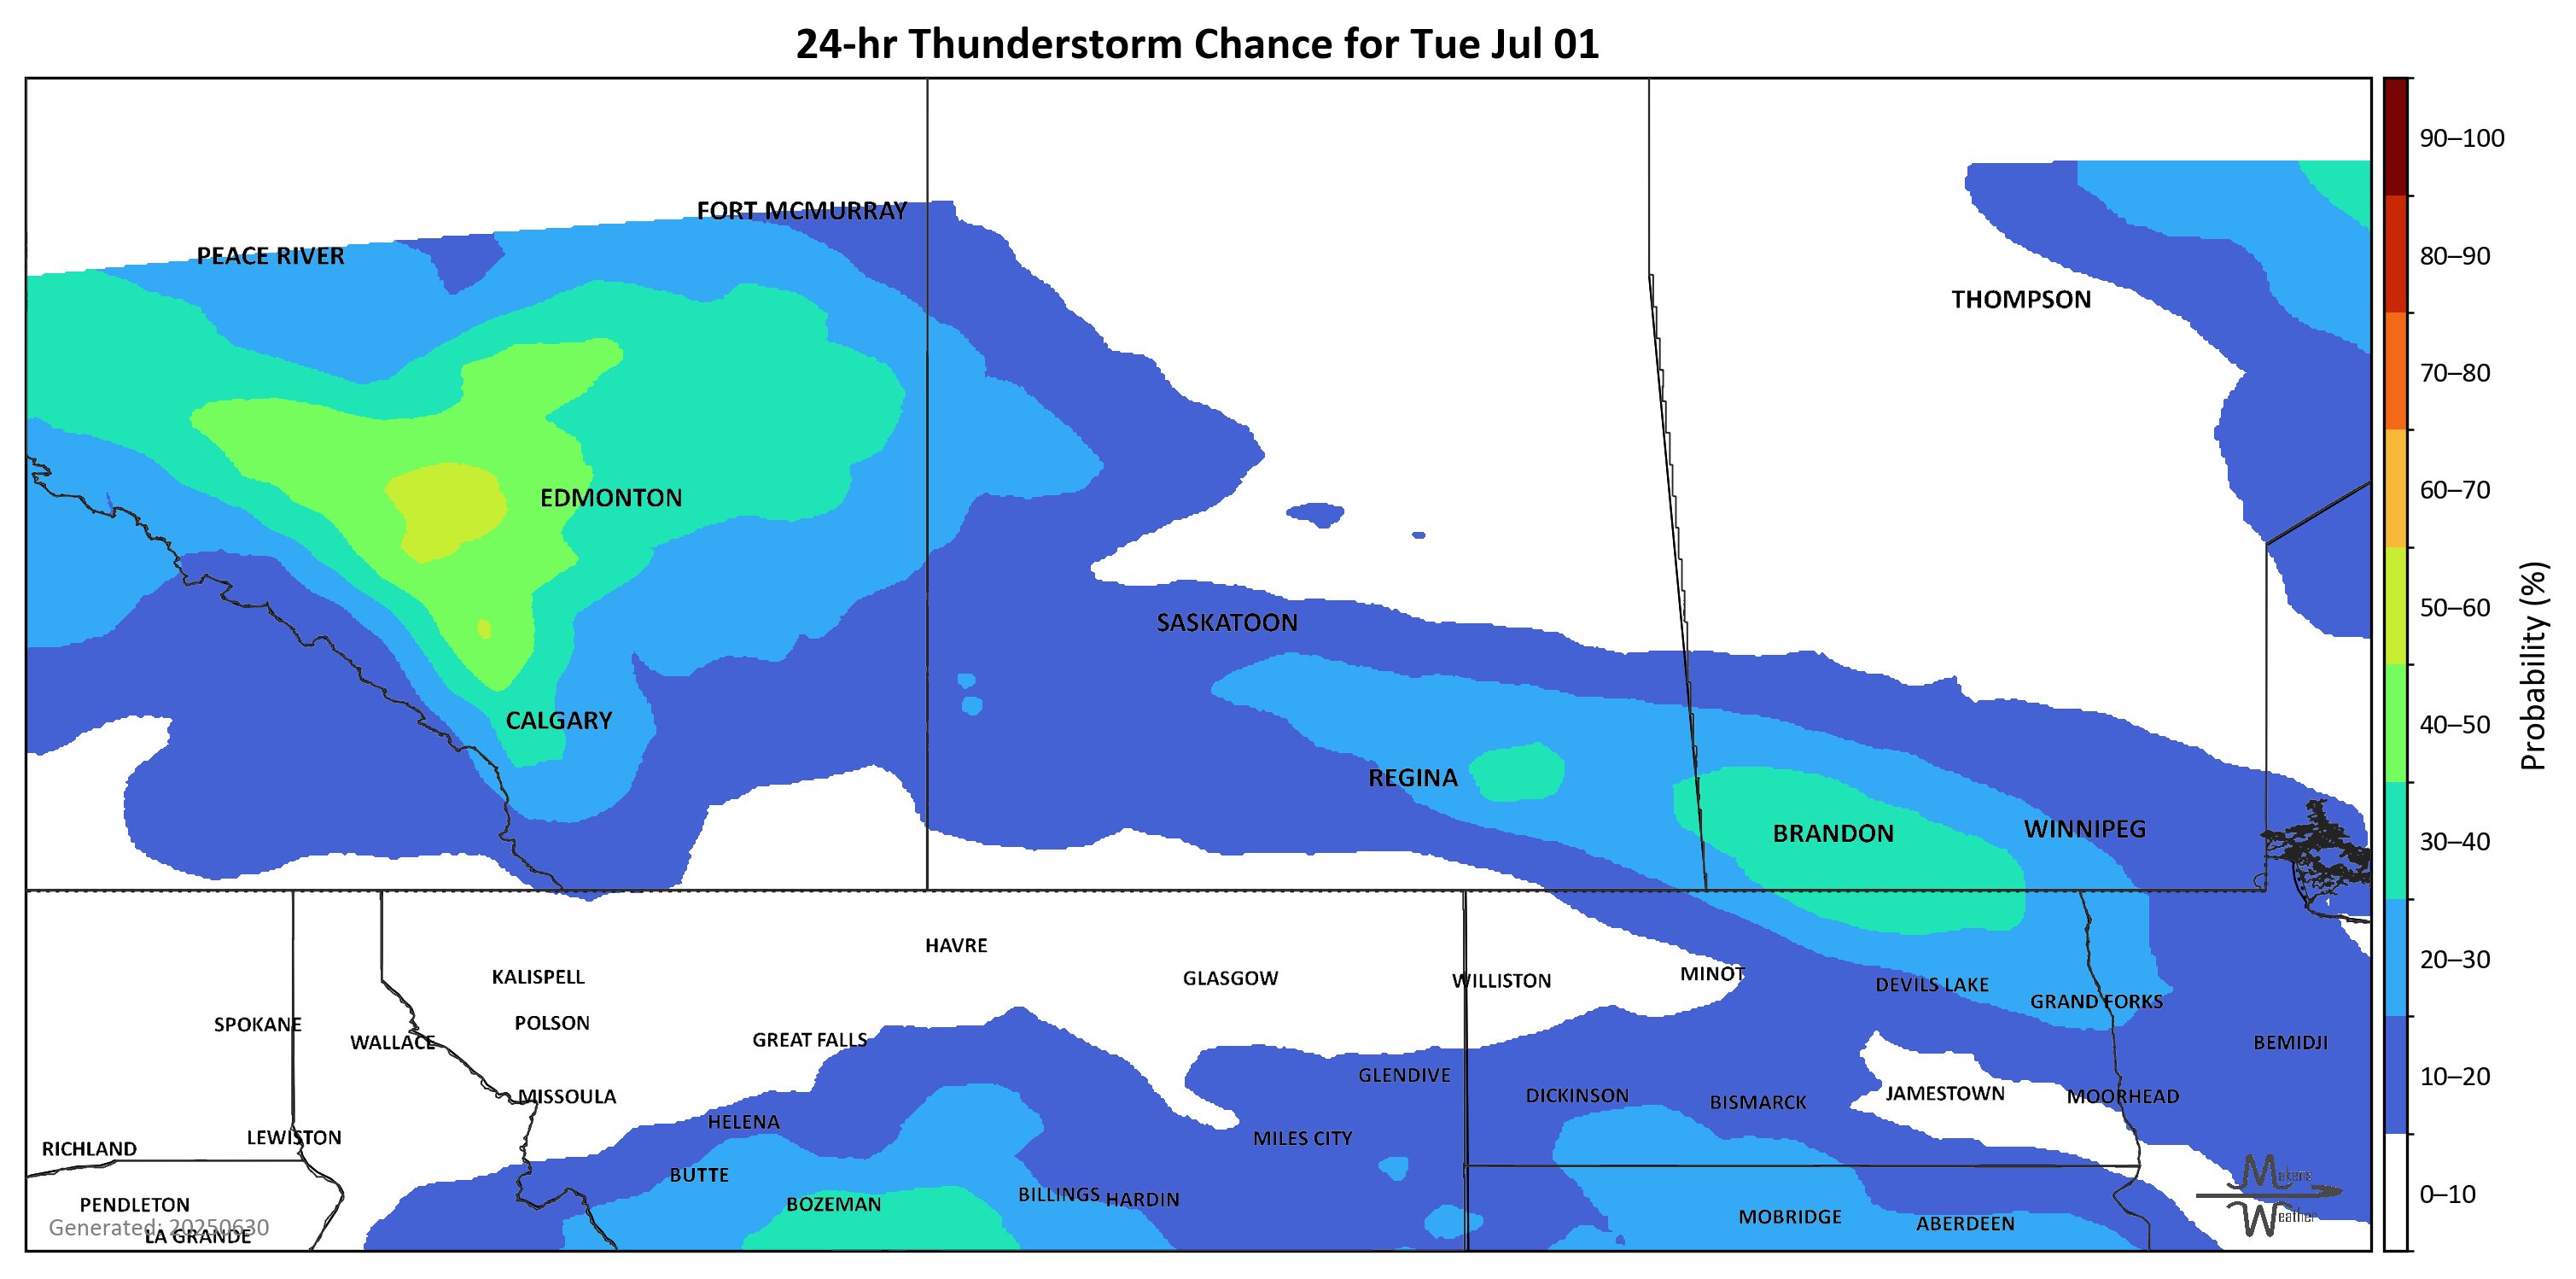 24-hr Thunderstorm Chance for Tue Jul 01
90–100
FORT MCMURRAY
PEACE RIVER
80–90
THOMPSON
70–80
60–70
EDMONTON
50–60
SASKATOON
CALGARY
40–50
Probability (%)
REGINA
BRANDON
WINNIPEG
30–40
HAVRE
20–30
KALISPELL
GLASGOW
WILLISTON
MINOT
DEVILS LAKE
GRAND FORKS
SPOKANE
POLSON
WALLACE
GREAT FALLS
BEMIDJI
GLENDIVE
10–20
MISSOULA
DICKINSON
BISMARCK
JAMESTOWN
MOORHEAD
HELENA
LEWISTON
RICHLAND
MILES CITY
BUTTE
Mekens
BOZEMAN
BILLINGS
HARDIN
0–10
PENDLETON
MOBRIDGE
ABERDEEN
Weather
Generated: 20250630
LA GRANDE